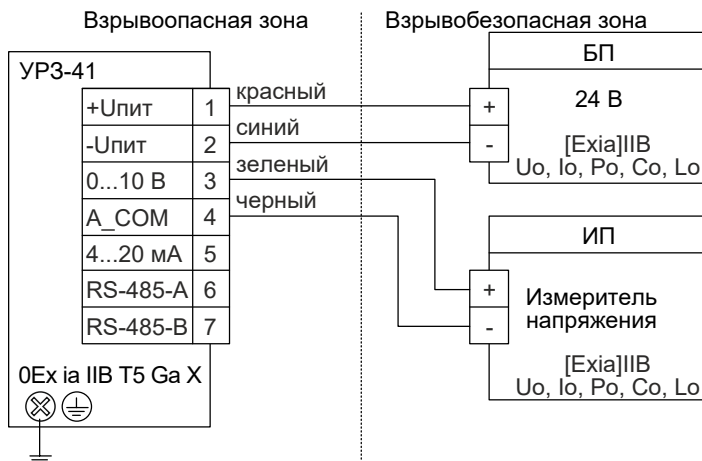 Взрывоопасная зона
Взрывобезопасная зона
УРЗ-41
+Uпит 1 красный
-Uпит 2 синий
0...10 В 3 зеленый
A_COM 4 черный
4...20 мА 5
RS-485-A 6
RS-485-B 7
0Ex ia IIB T5 Ga X
БП
+ 24 В
-
[Exia]IIB
Uo, Io, Po, Co, Lo
ИП
+
-
Измеритель
напряжения
[Exia]IIB
Uo, Io, Po, Co, Lo